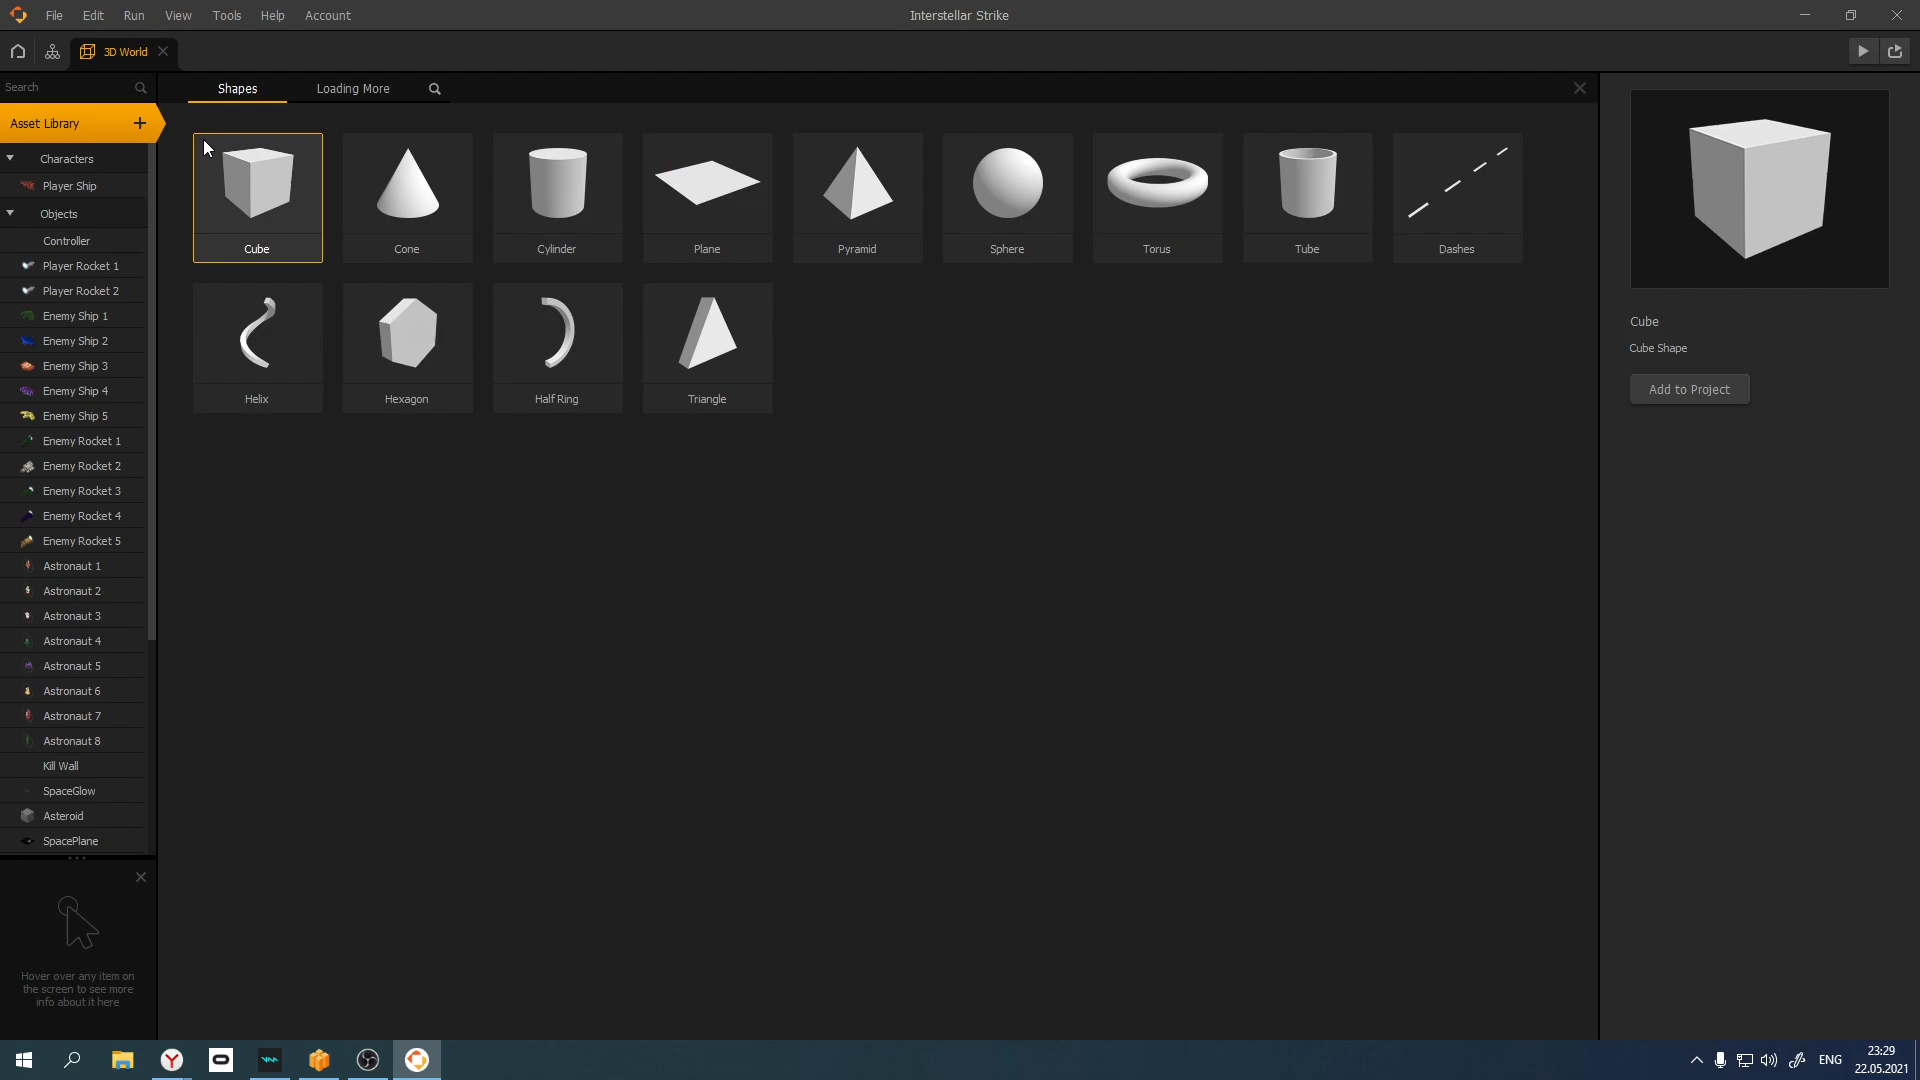 File Edit Run View Tools Help Account
Interstellar Strike
3D World
Search
Shapes Loading More
Asset Library +
Characters
Player Ship
Objects
Controller
Player Rocket 1
Player Rocket 2
Enemy Ship 1
Enemy Ship 2
Enemy Ship 3
Enemy Ship 4
Enemy Ship 5
Enemy Rocket 1
Enemy Rocket 2
Enemy Rocket 3
Enemy Rocket 4
Enemy Rocket 5
Astronaut 1
Astronaut 2
Astronaut 3
Astronaut 4
Astronaut 5
Astronaut 6
Astronaut 7
Astronaut 8
Kill Wall
SpaceGlow
Asteroid
SpacePlane
Hover over any item on
the screen to see more
info about it here
Cube Cone Cylinder Plane Pyramid Sphere Torus Tube Dashes
Helix Hexagon Half Ring Triangle
Cube
Cube Shape
Add to Project
ENG
23:29
22.05.2021